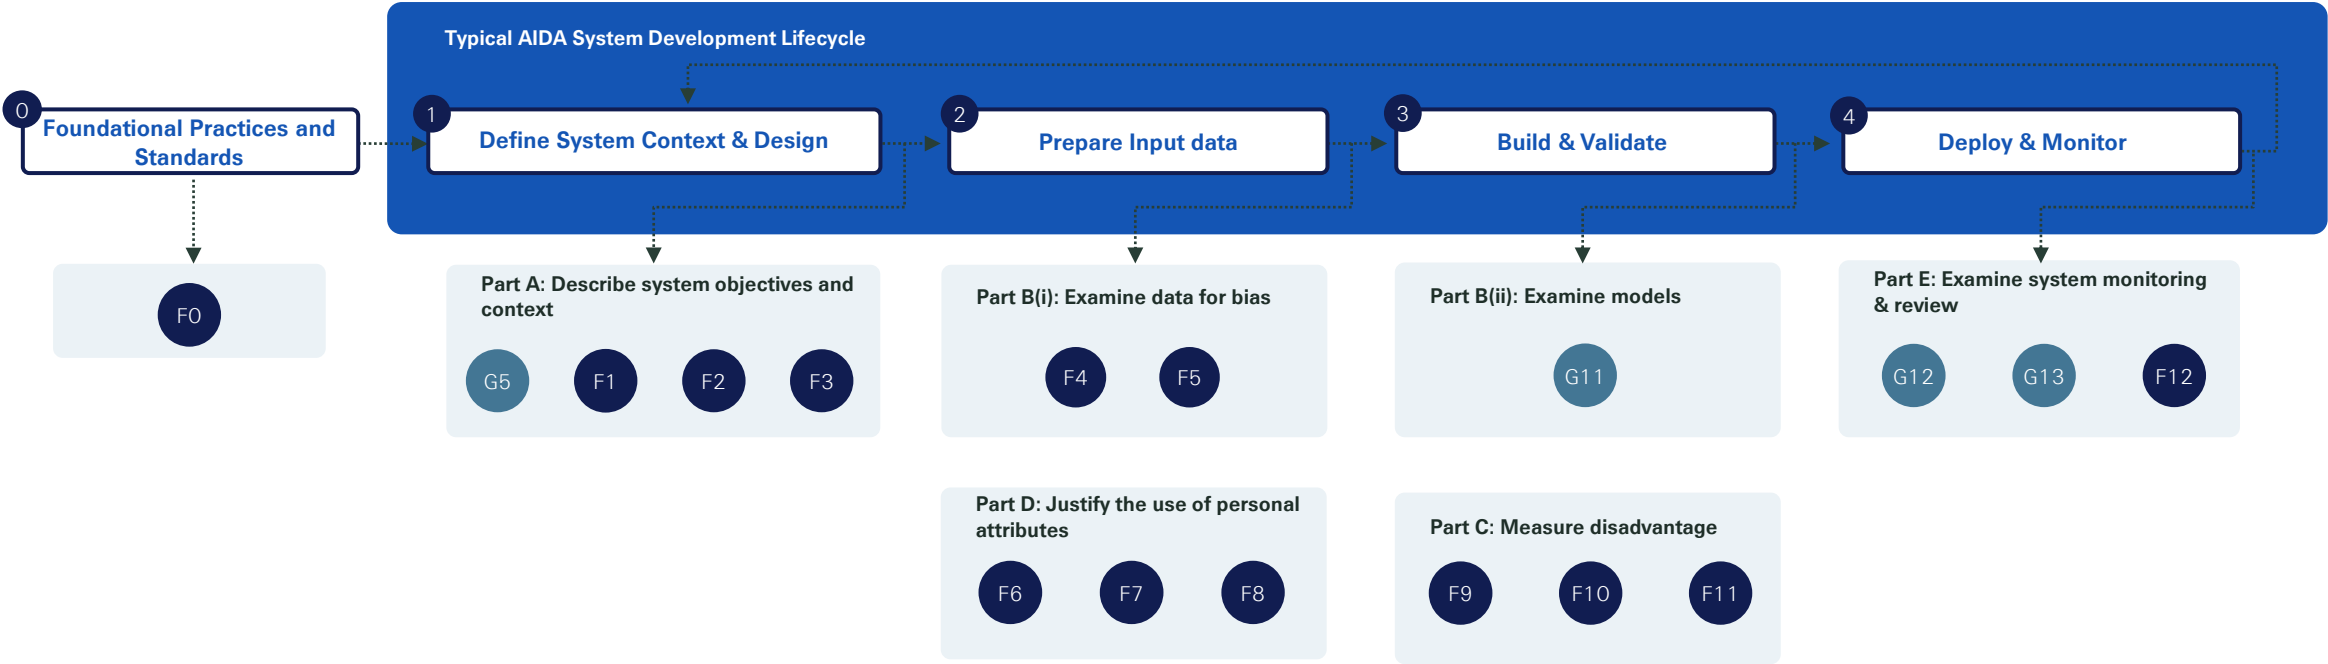 Typical AIDA System Development Lifecycle
0
Foundational Practices and
Standards
1
Define System Context & Design
2
Prepare Input data
3
Build & Validate
4
Deploy & Monitor
F0
Part A: Describe system objectives and
context
G5
F1
F2
F3
Part B(i): Examine data for bias
F4
F5
Part B(ii): Examine models
G11
Part E: Examine system monitoring
& review
G12
G13
F12
Part D: Justify the use of personal
attributes
F6
F7
F8
Part C: Measure disadvantage
F9
F10
F11